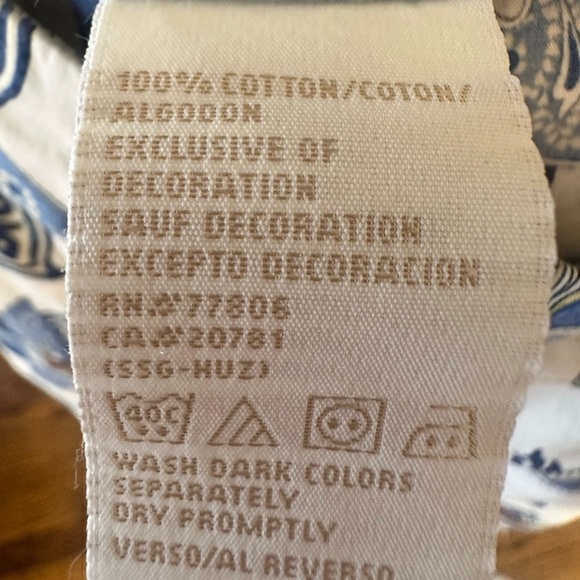 100% COTTON/COTON/
ALGODON
EXCLUSIVE OF
DECORATION
SAUF DECORATION
EXCEPTO DECORACION
RN#77806
CA#20781
(SSG-HUZ)
40C
WASH DARK COLORS
SEPARATELY
DRY PROMPTLY
VERSO/AL REVERSO